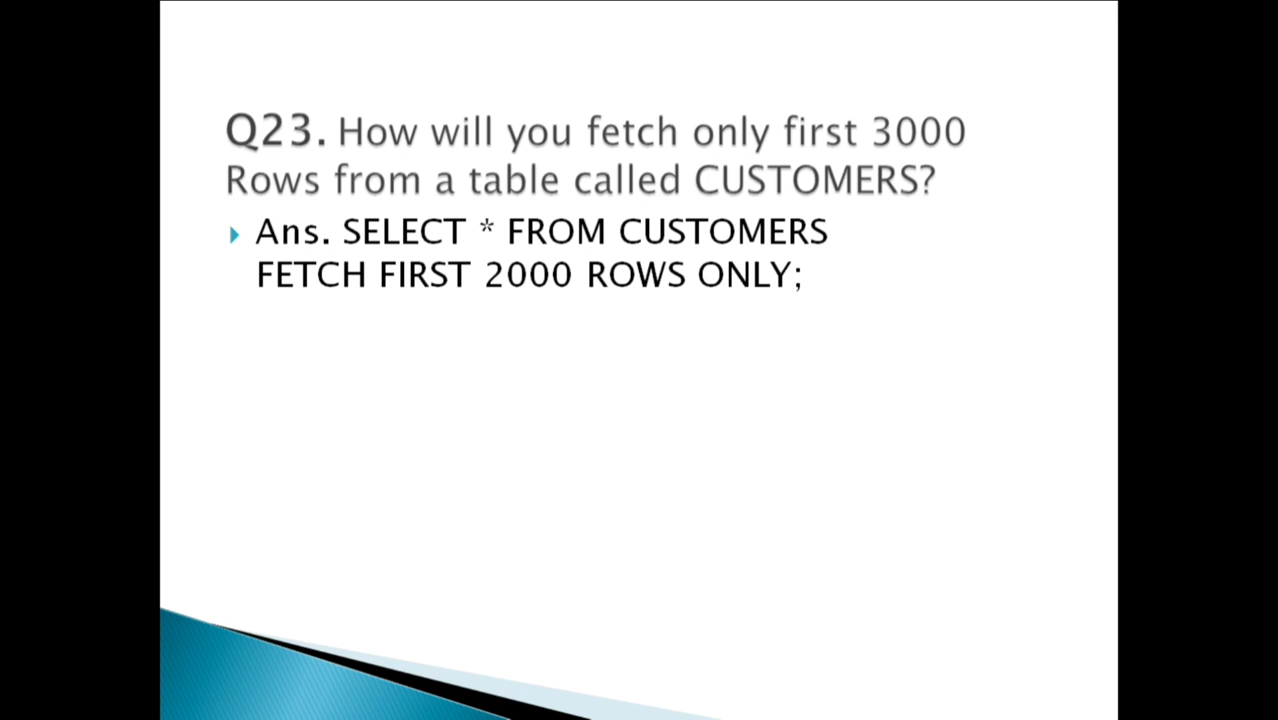 Q23. How will you fetch only first 3000
Rows from a table called CUSTOMERS?
Ans. SELECT * FROM CUSTOMERS
FETCH FIRST 2000 ROWS ONLY;